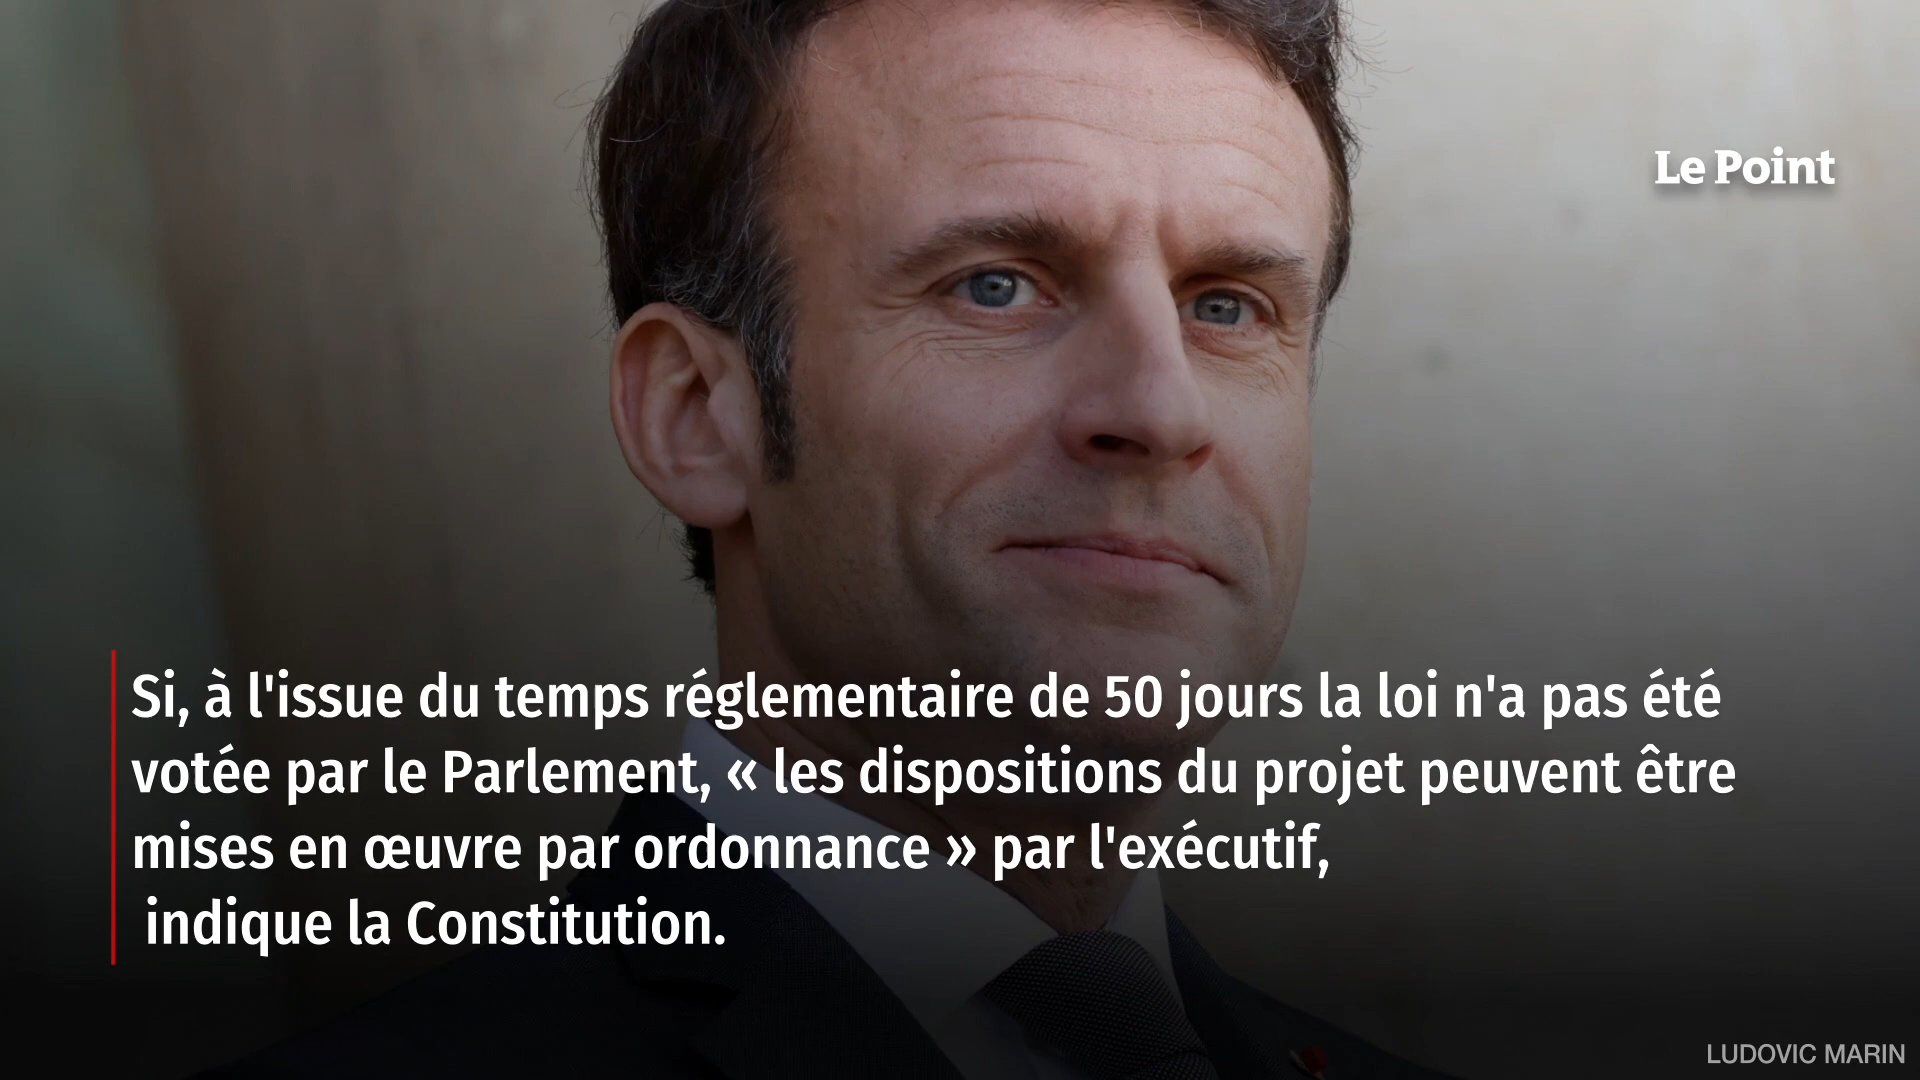 Le Point
Si, à l'issue du temps réglementaire de 50 jours la loi n'a pas été
votée par le Parlement, « les dispositions du projet peuvent être
mises en œuvre par ordonnance » par l'exécutif,
indique la Constitution.
LUDOVIC MARIN